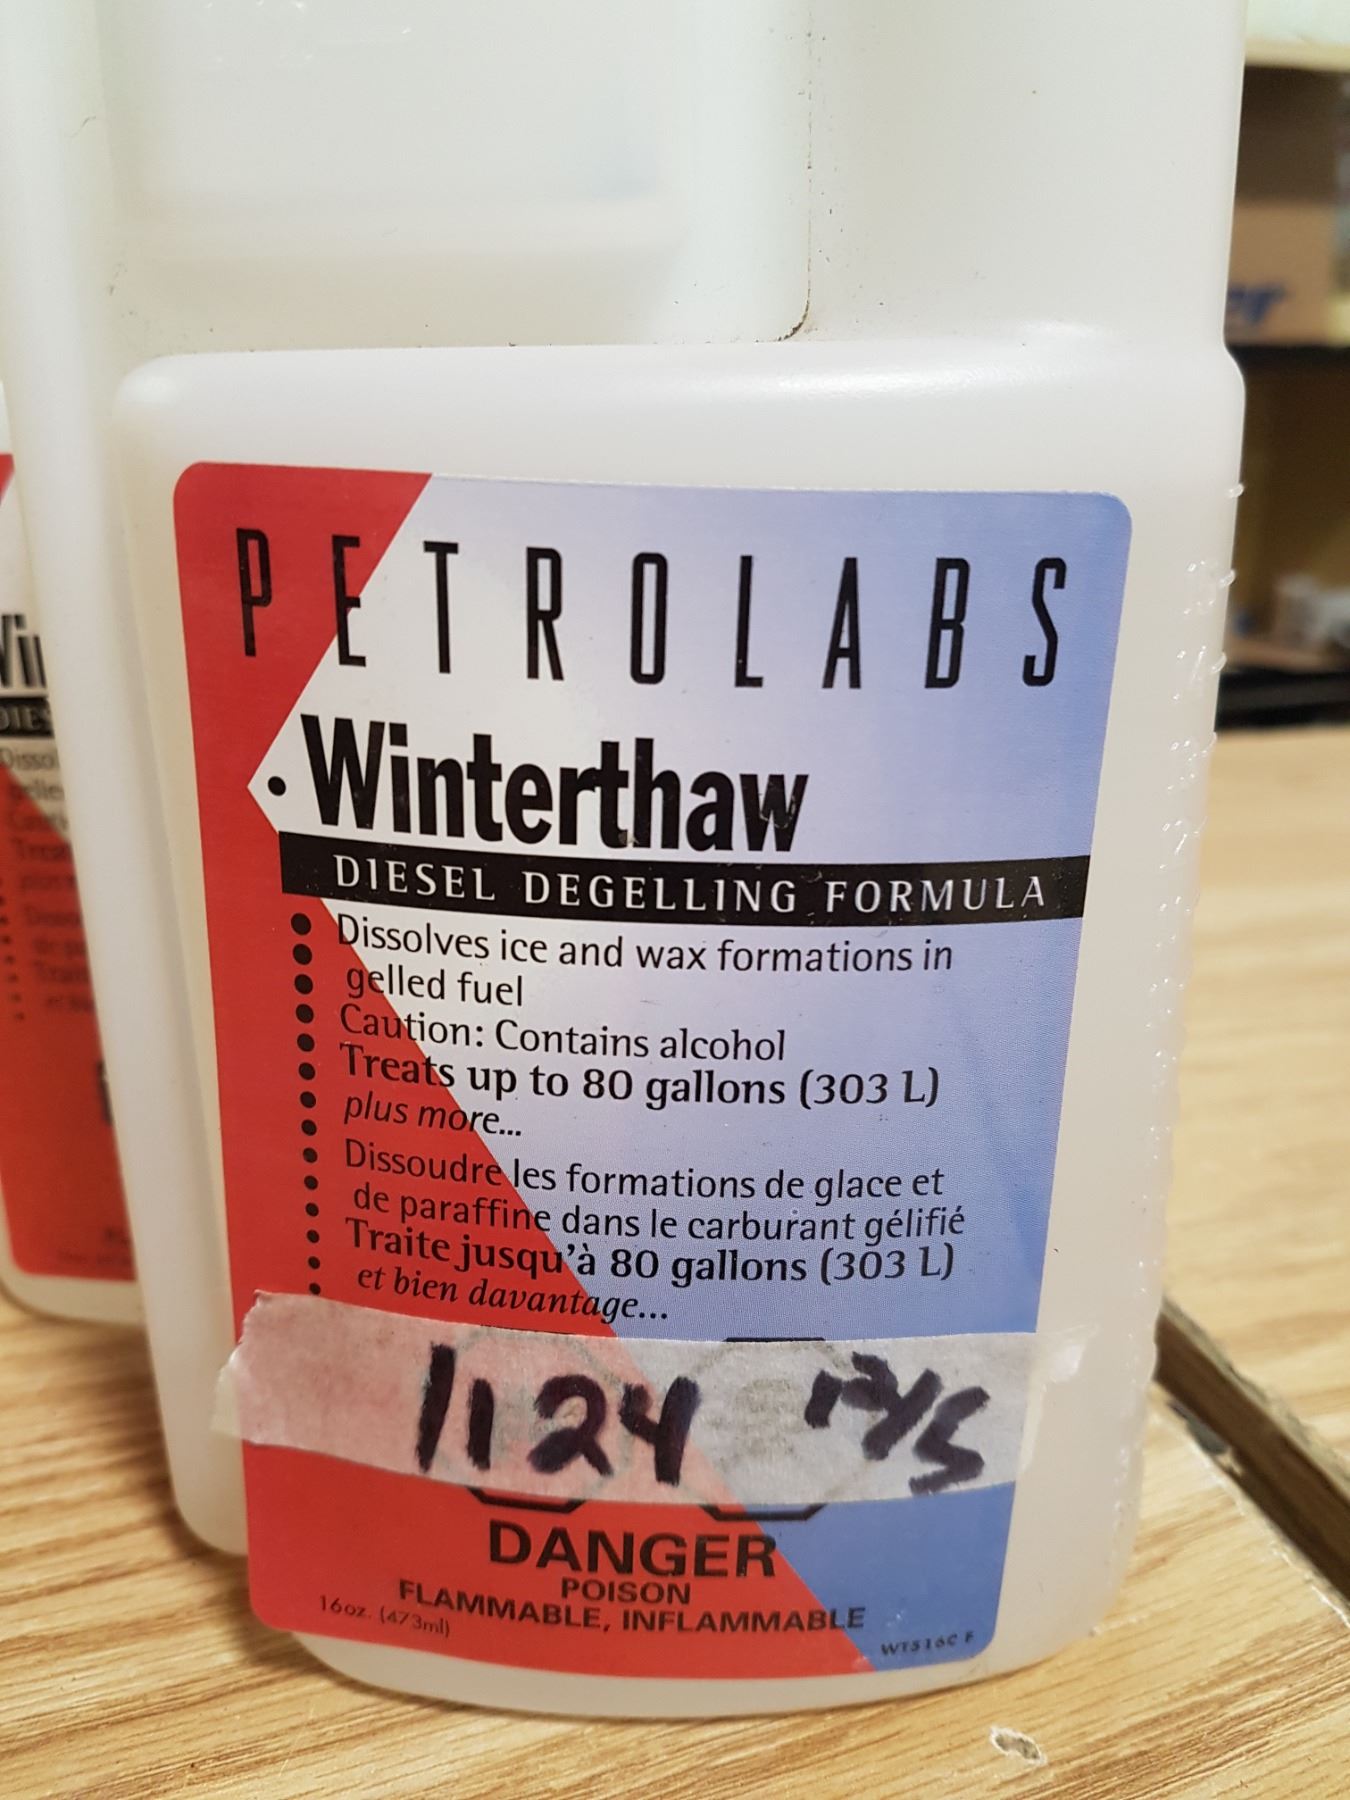 PETROLABS
Winterthaw
DIESEL DEGELLING FORMULA
Dissolves ice and wax formations in
gelled fuel
Caution: Contains alcohol
Treats up to 80 gallons (303 L)
plus more...
Dissoudre les formations de glace et
de paraffine dans le carburant gélifié
Traite jusqu'à 80 gallons (303 L)
et bien davantage...
1124
DANGER
POISON
FLAMMABLE, INFLAMMABLE
16oz. (473ml)
WTS16C F